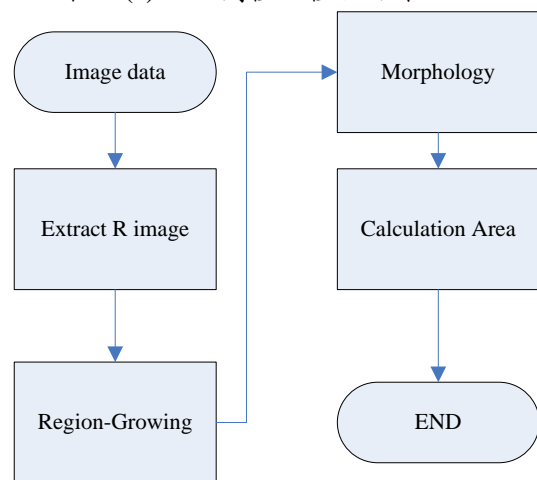 Image data
Extract R image
Region-Growing
Morphology
Calculation Area
END